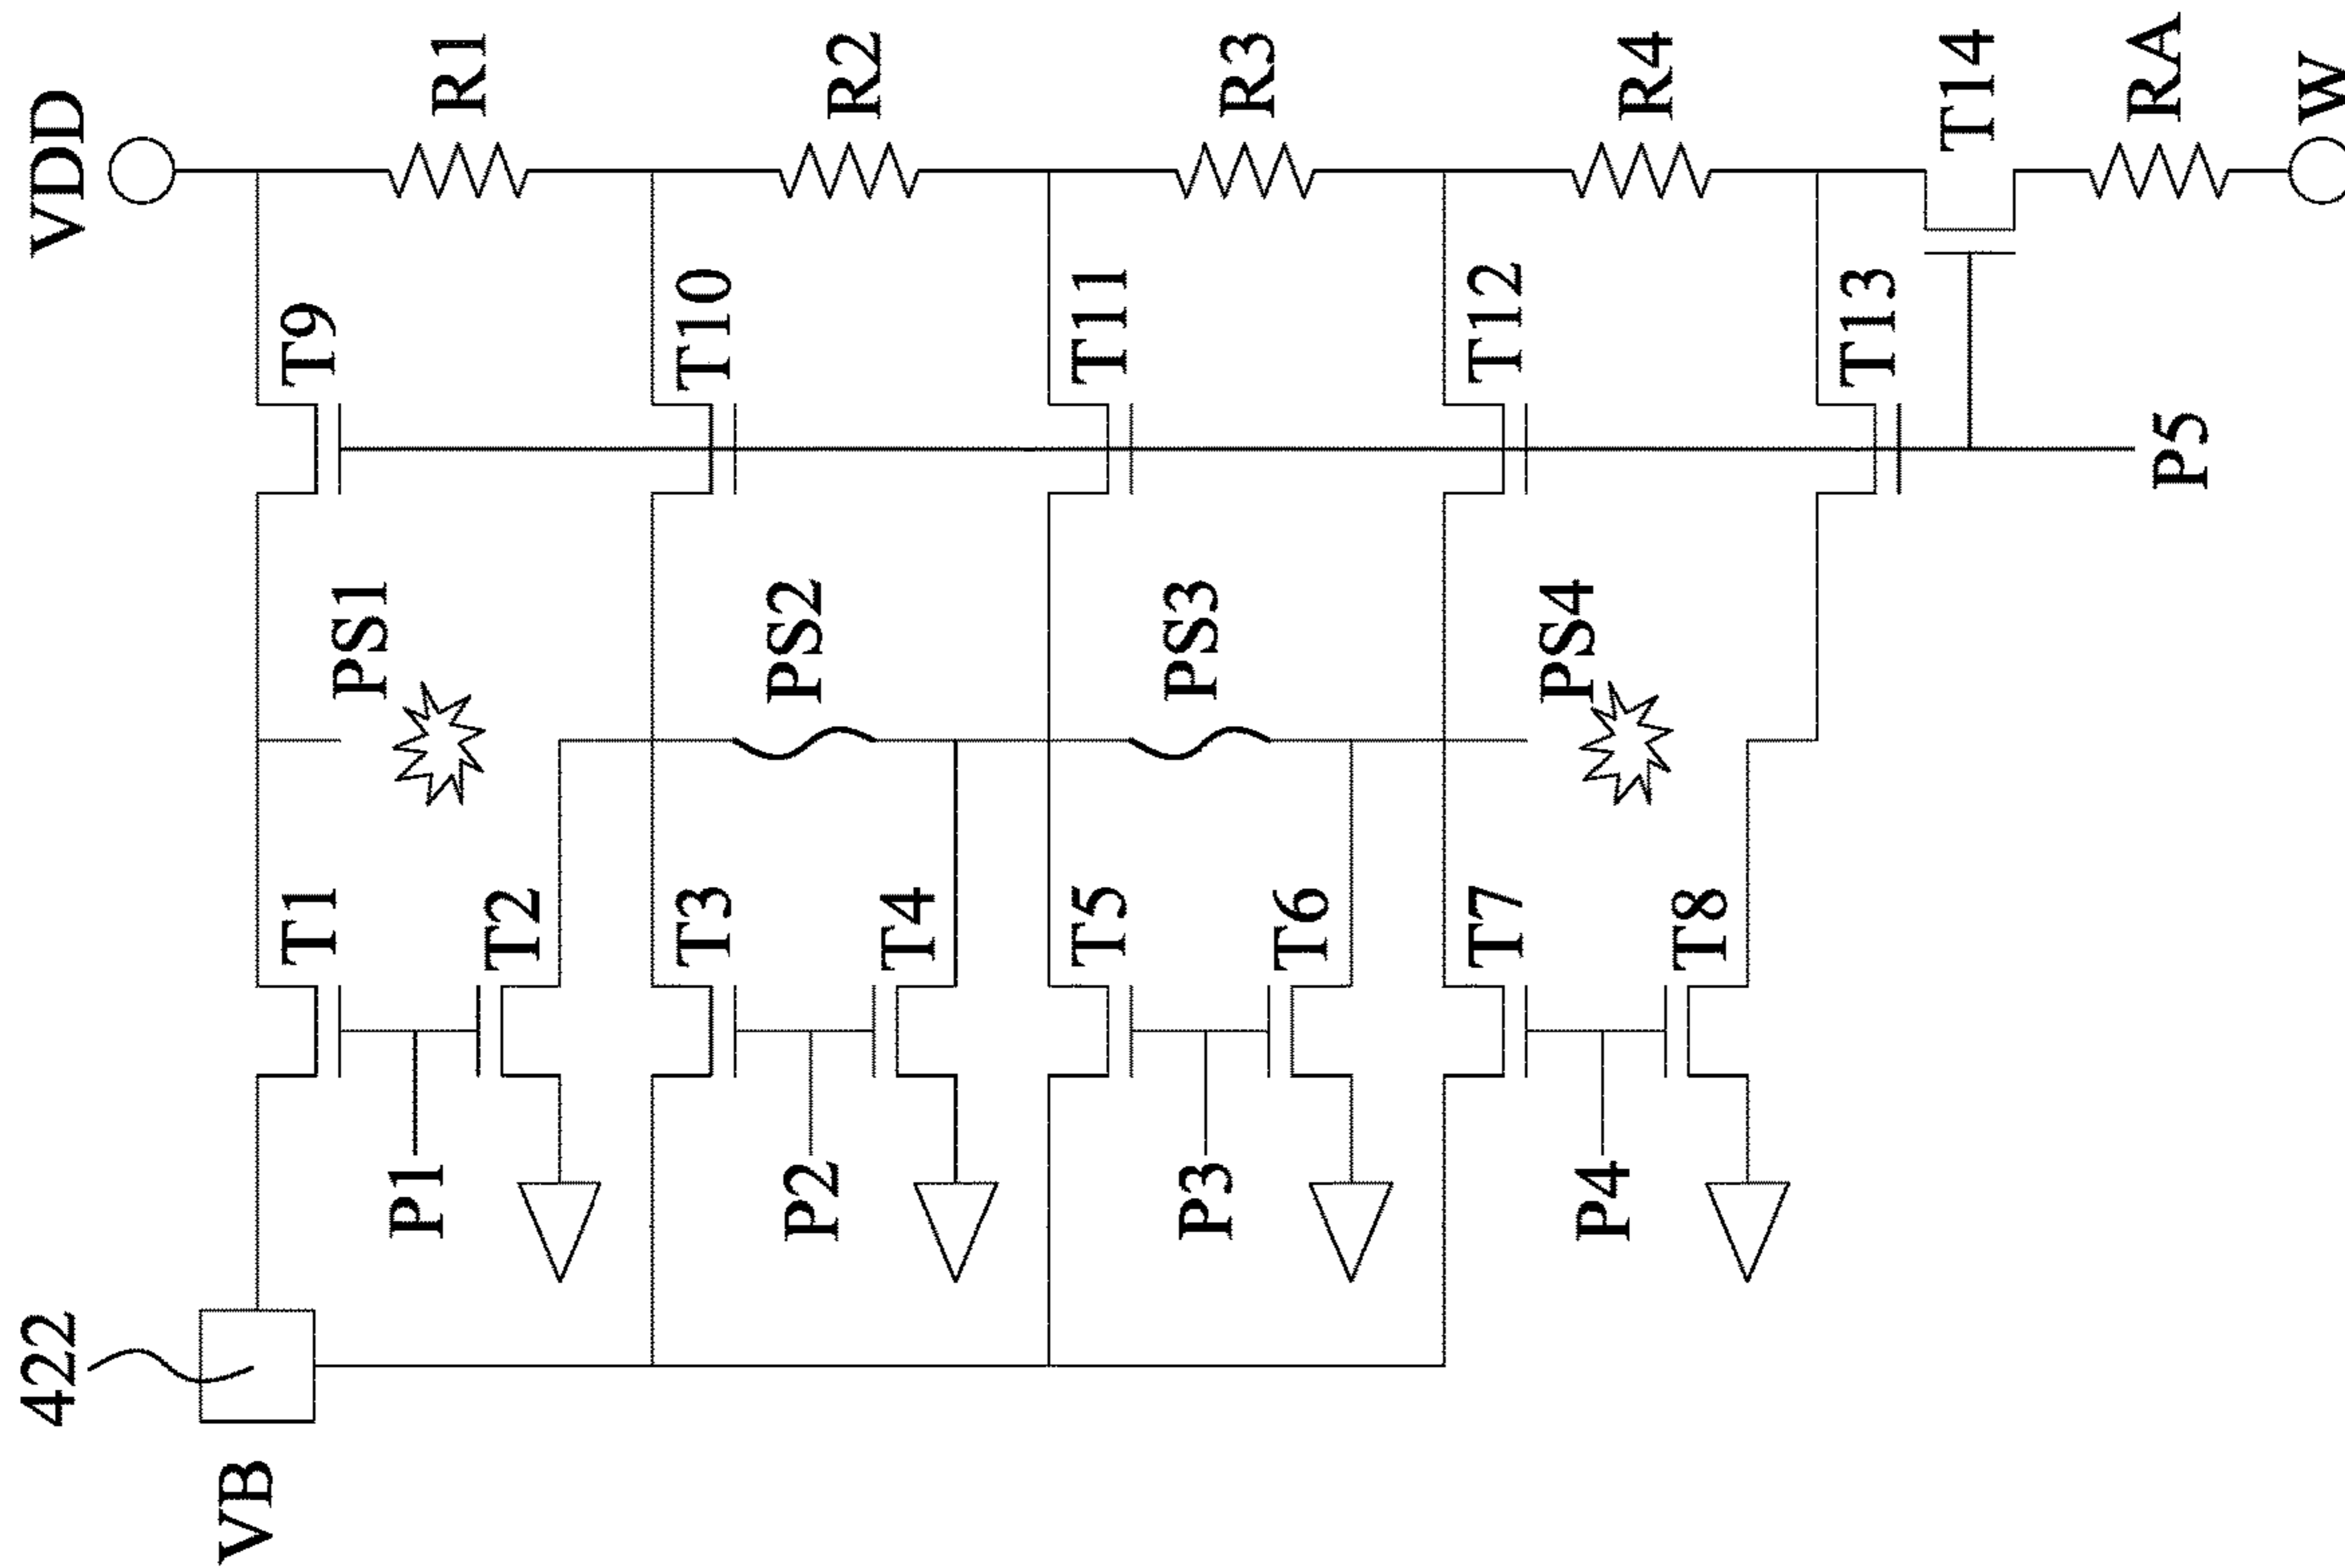 422
VDD
VB
T1
T9
PS1
P1
R1
T2
T3
T10
PS2
P2
R2
T4
T5
T11
PS3
P3
R3
T6
T7
T12
PS4
P4
R4
T8
T13
T14
RA
P5
W